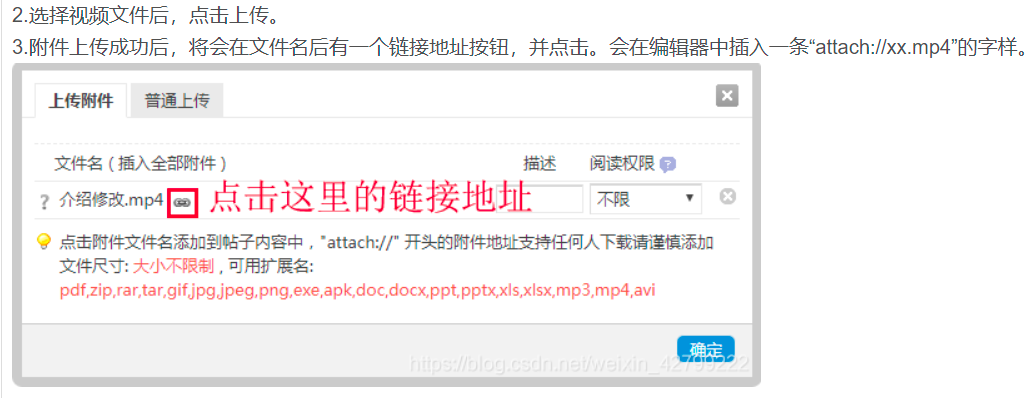 2.选择视频文件后，点击上传。
3.附件上传成功后，将会在文件名后有一个链接地址按钮，并点击。会在编辑器中插入一条“attach://xx.mp4”的字样。
上传附件 普通上传
文件名 ( 插入全部附件 ) 描述 阅读权限 ?
? 介绍修改.mp4 点击这里的链接地址 不限
点击附件文件名添加到帖子内容中，"attach://" 开头的附件地址支持任何人下载请谨慎添加
文件尺寸: 大小不限制 , 可用扩展名:
pdf,zip,rar,tar,gif,jpg,jpeg,png,exe,apk,doc,docx,ppt,pptx,xls,xlsx,mp3,mp4,avi
确定
https://blog.csdn.net/weixin_42799222